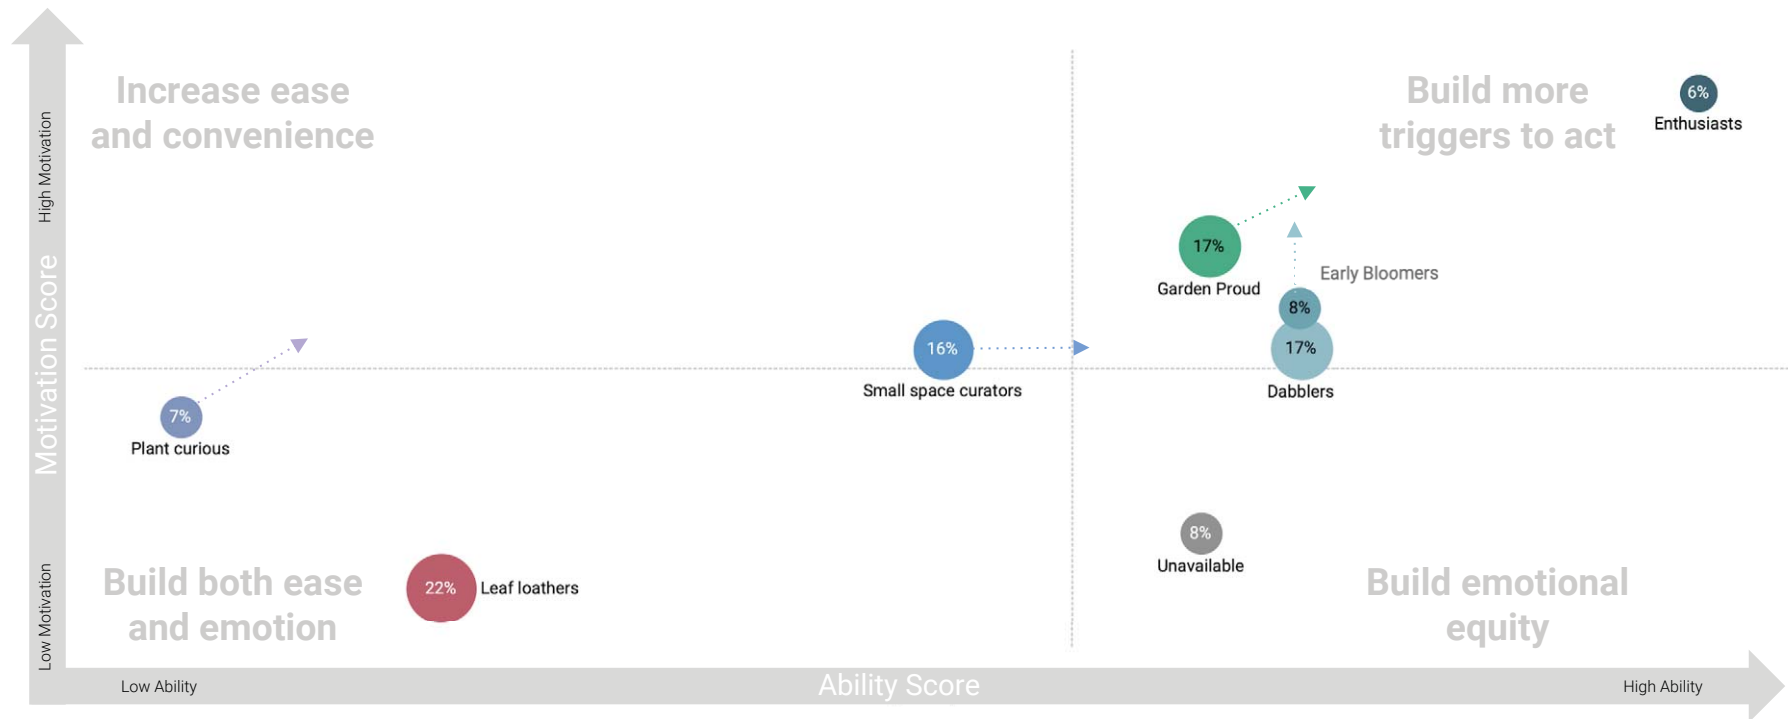 Increase ease
and convenience
Build more
triggers to act
6%
Enthusiasts
High Motivation
17%
Garden Proud
Early Bloomers
8%
17%
Dabblers
16%
Small space curators
Motivation Score
7%
Plant curious
8%
Unavailable
22%
Leaf loathers
Build both ease
and emotion
Build emotional
equity
Low Motivation
Low Ability
Ability Score
High Ability